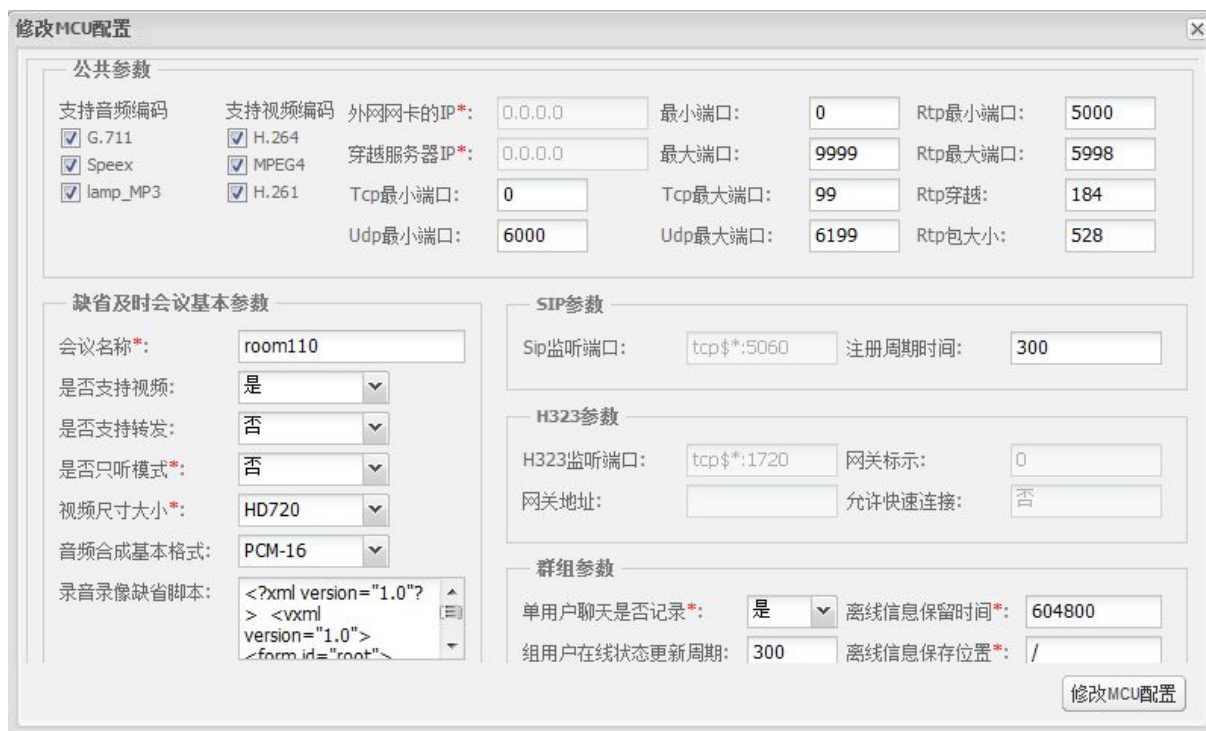 修改MCU配置
公共参数
支持音频编码 支持视频编码 外网网卡的IP*: 0.0.0.0 最小端口: 0 Rtp最小端口: 5000
G.711 H.264
穿越服务器IP*: 0.0.0.0 最大端口: 9999 Rtp最大端口: 5998
Speex MPEG4
lamp_MP3 H.261 Tcp最小端口: 0 Tcp最大端口: 99 Rtp穿越: 184
Udp最小端口: 6000 Udp最大端口: 6199 Rtp包大小: 528
缺省及时会议基本参数
会议名称*: room110
是否支持视频: 是
是否支持转发: 否
是否只听模式*: 否
视频尺寸大小*: HD720
音频合成基本格式: PCM-16
录音录像缺省脚本: <?xml version="1.0"?
> <vxml
version="1.0">
<form id="root">
SIP参数
Sip监听端口: tcp$*:5060 注册周期时间: 300
H323参数
H323监听端口: tcp$*:1720 网关标示: 0
网关地址: 允许快速连接: 否
群组参数
单用户聊天是否记录*: 是 离线信息保留时间*: 604800
组用户在线状态更新周期: 300 离线信息保存位置*: /
修改MCU配置